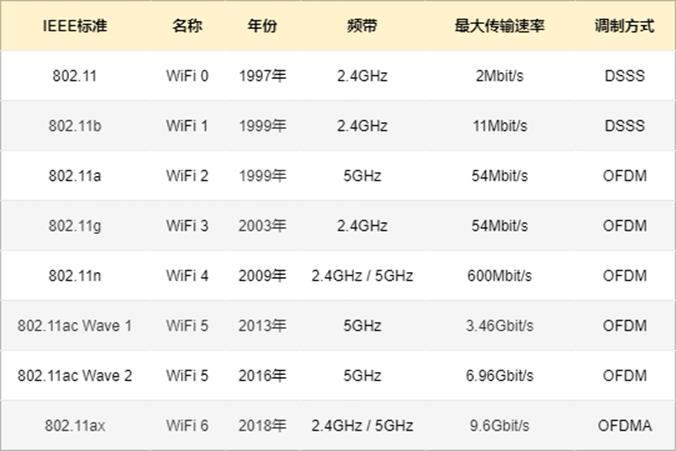 IEEE标准 名称 年份 频带 最大传输速率 调制方式
802.11 WiFi 0 1997年 2.4GHz 2Mbit/s DSSS
802.11b WiFi 1 1999年 2.4GHz 11Mbit/s DSSS
802.11a WiFi 2 1999年 5GHz 54Mbit/s OFDM
802.11g WiFi 3 2003年 2.4GHz 54Mbit/s OFDM
802.11n WiFi 4 2009年 2.4GHz / 5GHz 600Mbit/s OFDM
802.11ac Wave 1 WiFi 5 2013年 5GHz 3.46Gbit/s OFDM
802.11ac Wave 2 WiFi 5 2016年 5GHz 6.96Gbit/s OFDM
802.11ax WiFi 6 2018年 2.4GHz / 5GHz 9.6Gbit/s OFDMA